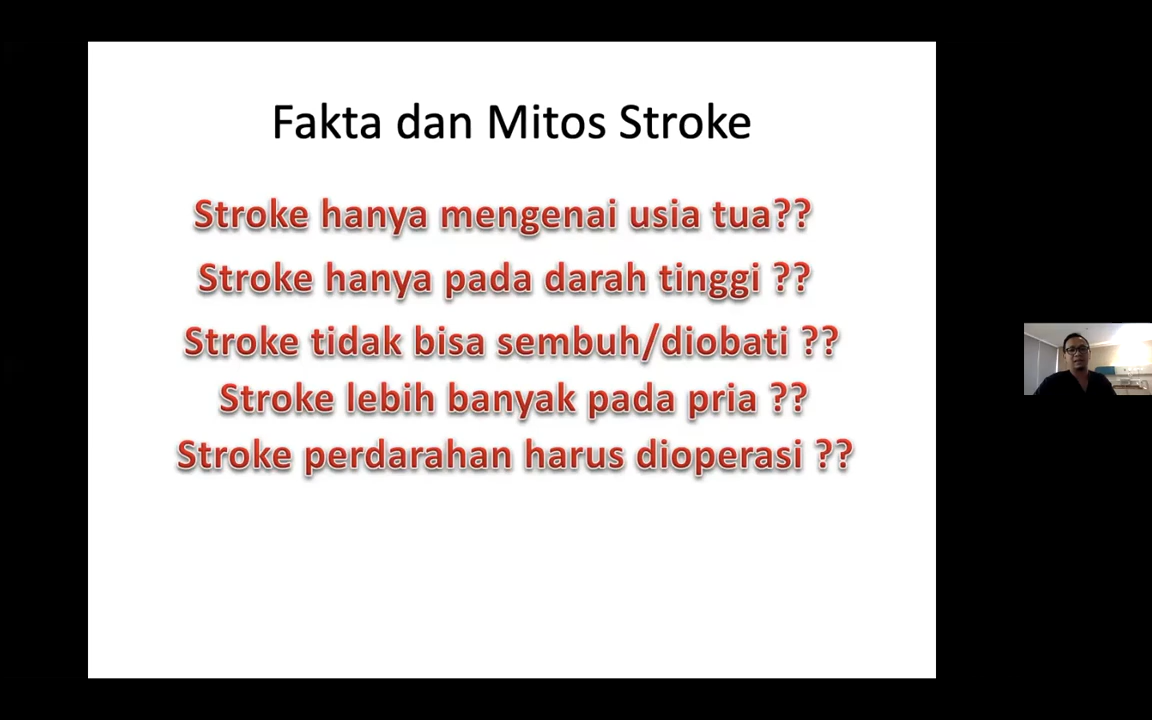 Fakta dan Mitos Stroke
Stroke hanya mengenai usia tua??
Stroke hanya pada darah tinggi ??
Stroke tidak bisa sembuh/diobati ??
Stroke lebih banyak pada pria ??
Stroke perdarahan harus dioperasi ??